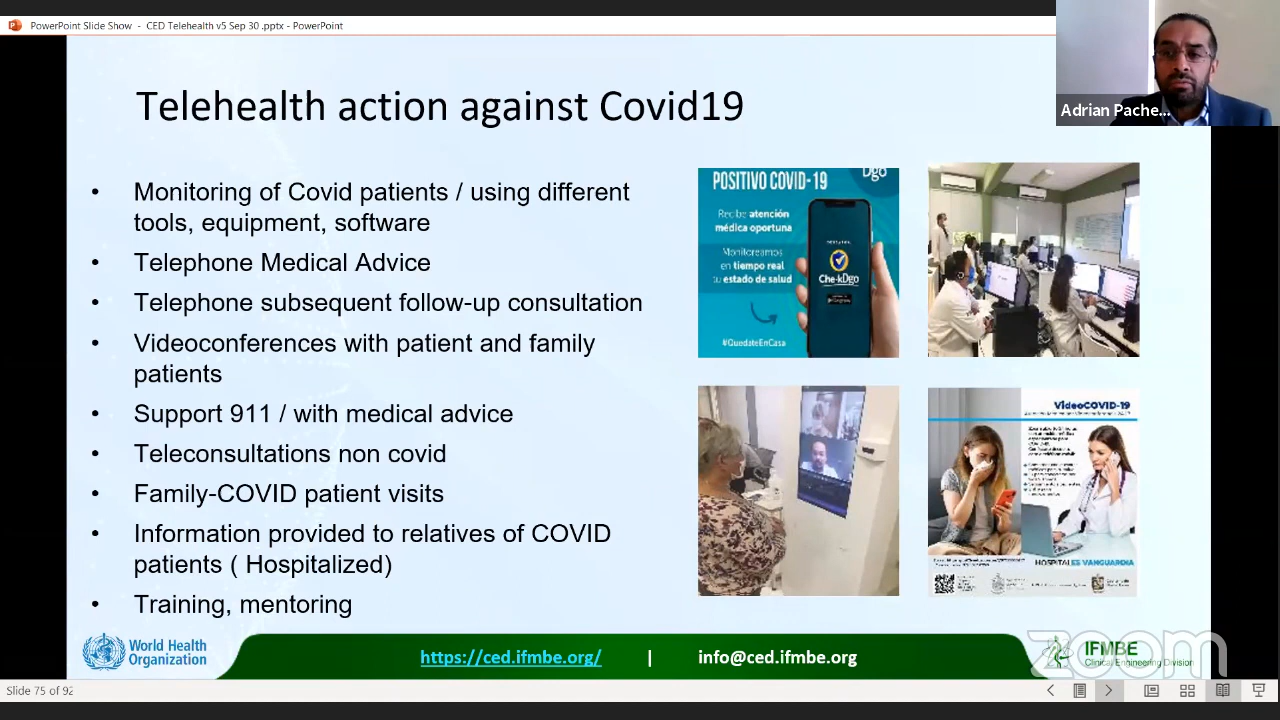 PowerPoint Slide Show - CED Telehealth v5 Sep 30 .pptx - PowerPoint
Adrian Pache...
Telehealth action against Covid19
• Monitoring of Covid patients / using different
tools, equipment, software
• Telephone Medical Advice
• Telephone subsequent follow-up consultation
• Videoconferences with patient and family
patients
• Support 911 / with medical advice
• Teleconsultations non covid
• Family-COVID patient visits
• Information provided to relatives of COVID
patients ( Hospitalized)
• Training, mentoring
Dgo
POSITIVO COVID-19
Recibe atención
médica oportuna
Monitoreamos
en tiempo real
tu estado de salud
Che-kDgo
#QuedateEnCasa
VideoCOVID-19
HOSPITALES VANGUARDIA
World Health
Organization
https://ced.ifmbe.org/ | info@ced.ifmbe.org
IFMBE
Clinical Engineering Division
zoom
Slide 75 of 92